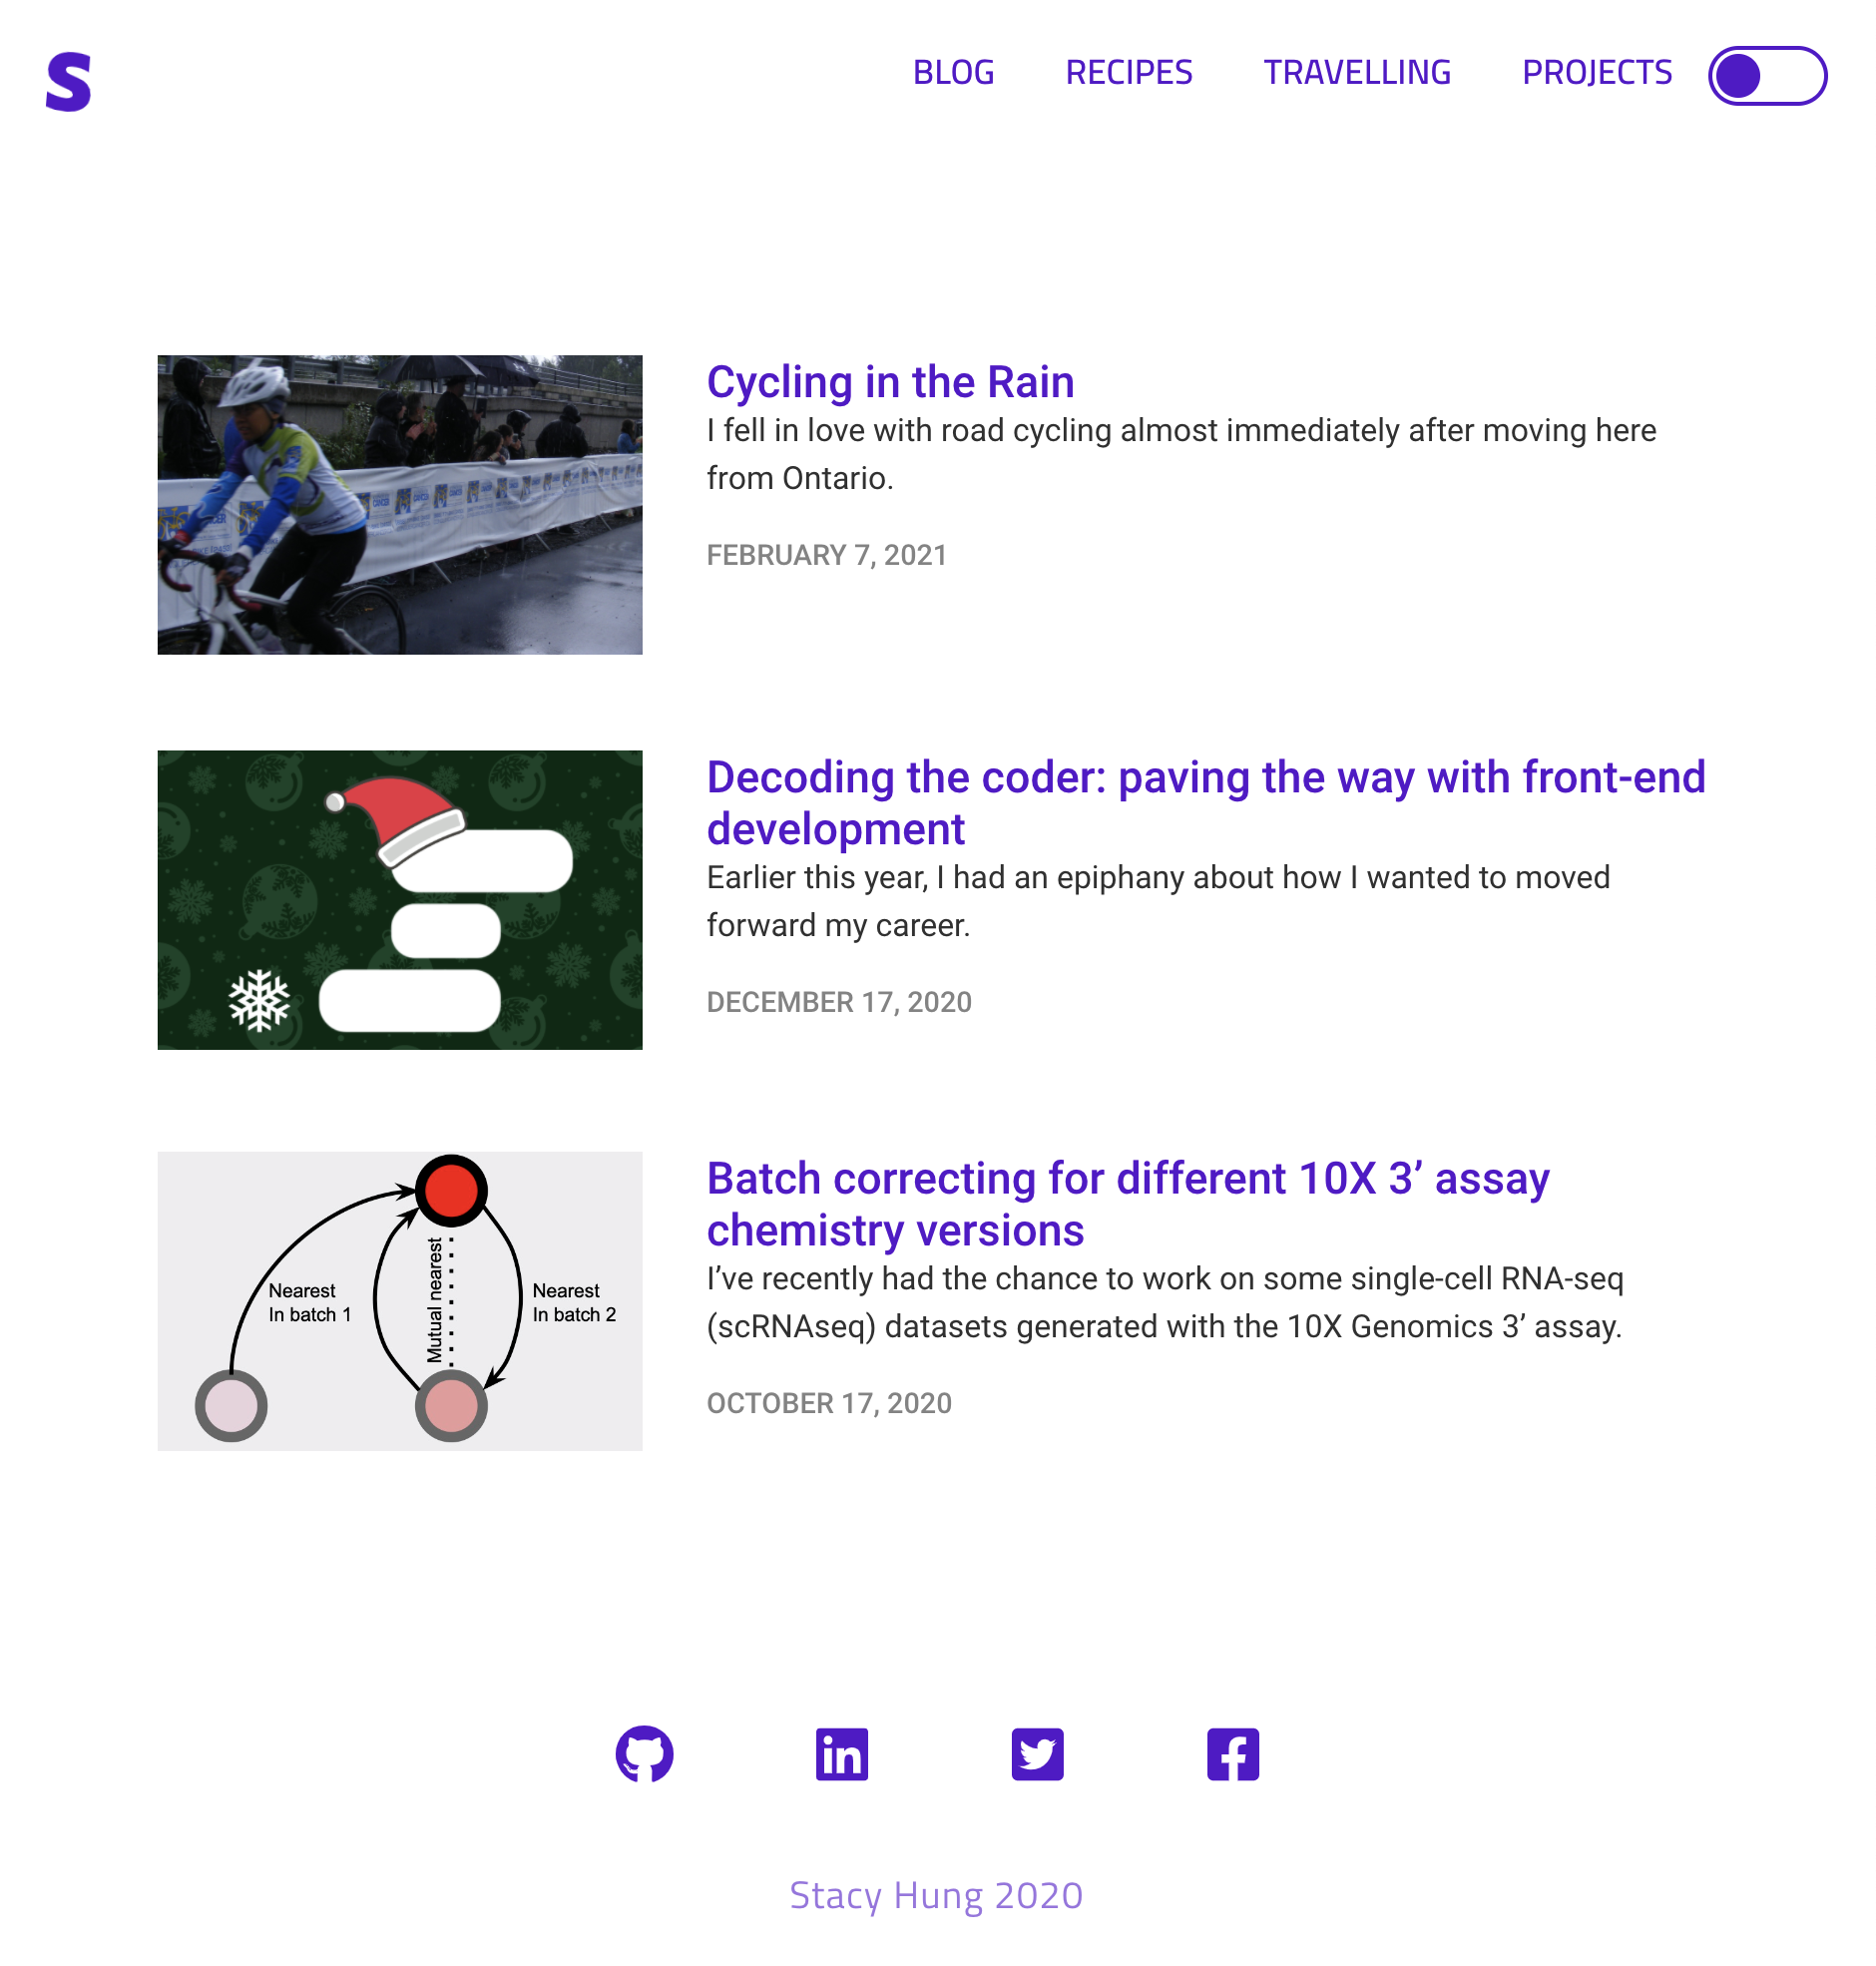 S
BLOG RECIPES TRAVELLING PROJECTS
Cycling in the Rain
I fell in love with road cycling almost immediately after moving here
from Ontario.
FEBRUARY 7, 2021
Decoding the coder: paving the way with front-end
development
Earlier this year, I had an epiphany about how I wanted to moved
forward my career.
DECEMBER 17, 2020
Nearest
In batch 1
Mutual nearest
Nearest
In batch 2
Batch correcting for different 10X 3’ assay
chemistry versions
I’ve recently had the chance to work on some single-cell RNA-seq
(scRNAseq) datasets generated with the 10X Genomics 3’ assay.
OCTOBER 17, 2020
in
Stacy Hung 2020